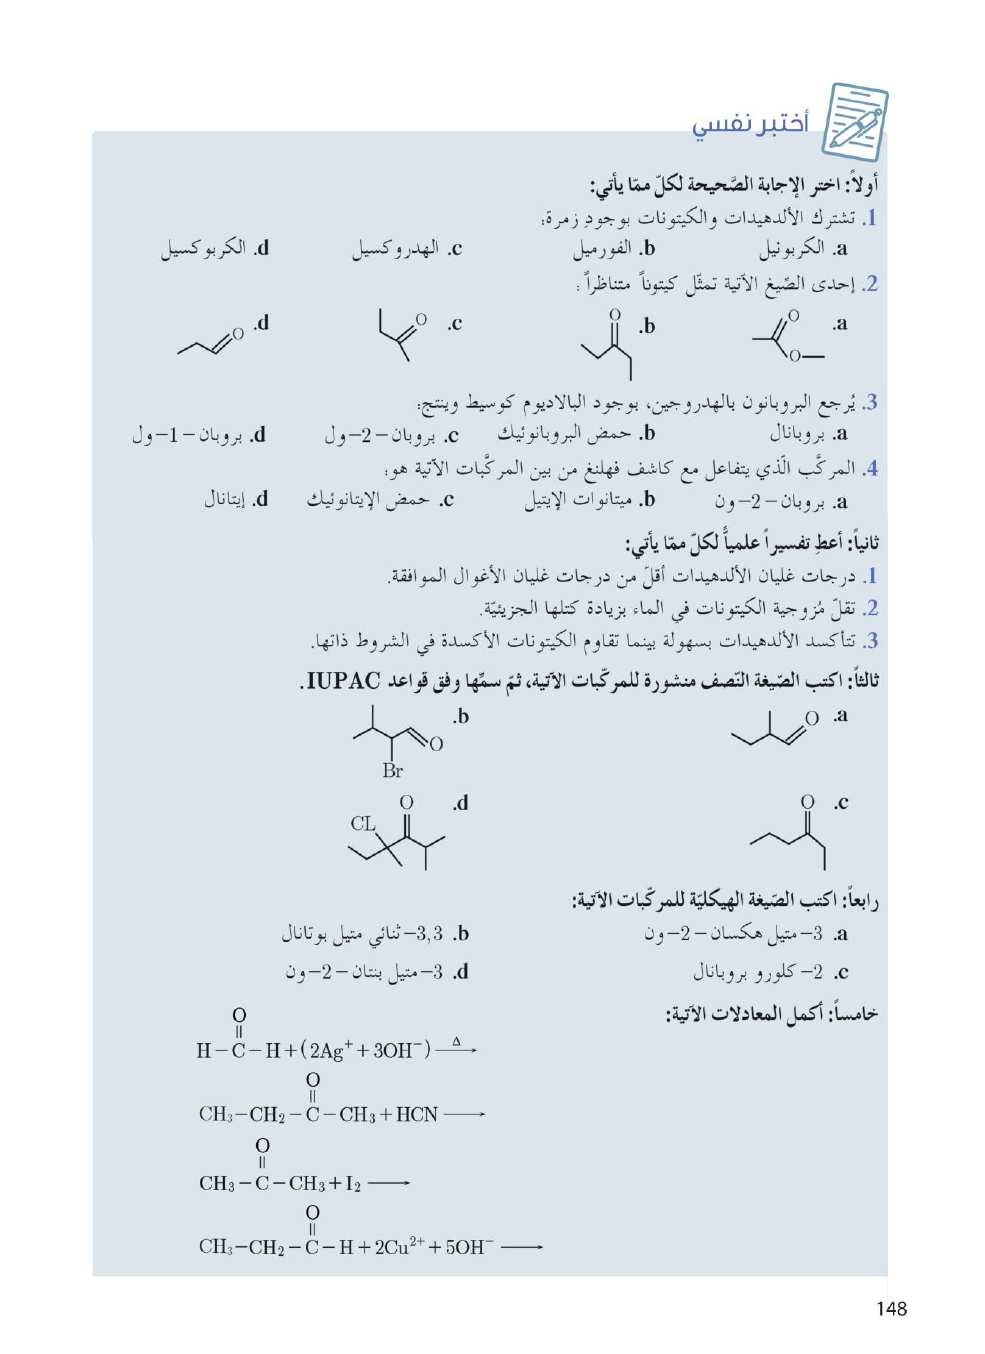 أختبر نفسي
أولاً: اختر الإجابة الصَّحيحة لكلّ ممّا يأتي:
1. تشترك الألدهيدات والكيتونات بوجودِ زمرة:
a. الكربونيل b. الفورميل c. الهدروكسيل d. الكربوكسيل
2. إحدى الصِّيغ الآتية تمثّل كيتوناً متناظراً:
a. b. c. d.
O O O O
O
3. يُرجع البروبانون بالهدروجين، بوجود البالاديوم كوسيط وينتج:
a. بروبانال b. حمض البروبانوئيك c. بروبان-2-ول d. بروبان-1-ول
4. المركَّب الّذي يتفاعل مع كاشف فهلنغ من بين المركَّبات الآتية هو:
a. بروبان-2-ون b. ميتانوات الإيتيل c. حمض الإيتانوئيك d. إيتانال
ثانياً: أعطِ تفسيراً علمياً لكلّ ممّا يأتي:
1. درجات غليان الألدهيدات أقلّ من درجات غليان الأغوال الموافقة.
2. تقلّ مُزوجية الكيتونات في الماء بزيادة كتلها الجزيئيّة.
3. تتأكسد الألدهيدات بسهولة بينما تقاوم الكيتونات الأكسدة في الشروط ذاتها.
ثالثاً: اكتب الصّيغة النّصف منشورة للمركّبات الآتية، ثمّ سمِّها وفق قواعد IUPAC.
a. O b. O
Br
c. O d. O
CL
رابعاً: اكتب الصّيغة الهيكليّة للمركّبات الآتية:
a. 3-متيل هكسان-2-ون b. 3,3-ثنائي متيل بوتانال
c. 2-كلورو بروبانال d. 3-متيل بنتان-2-ون
خامساً: أكمل المعادلات الآتية:
O
||
H-C-H+(2Ag⁺+3OH⁻) Δ→
O
||
CH₃-CH₂-C-CH₃+HCN →
O
||
CH₃-C-CH₃+I₂ →
O
||
CH₃-CH₂-C-H+2Cu²⁺+5OH⁻ →
148